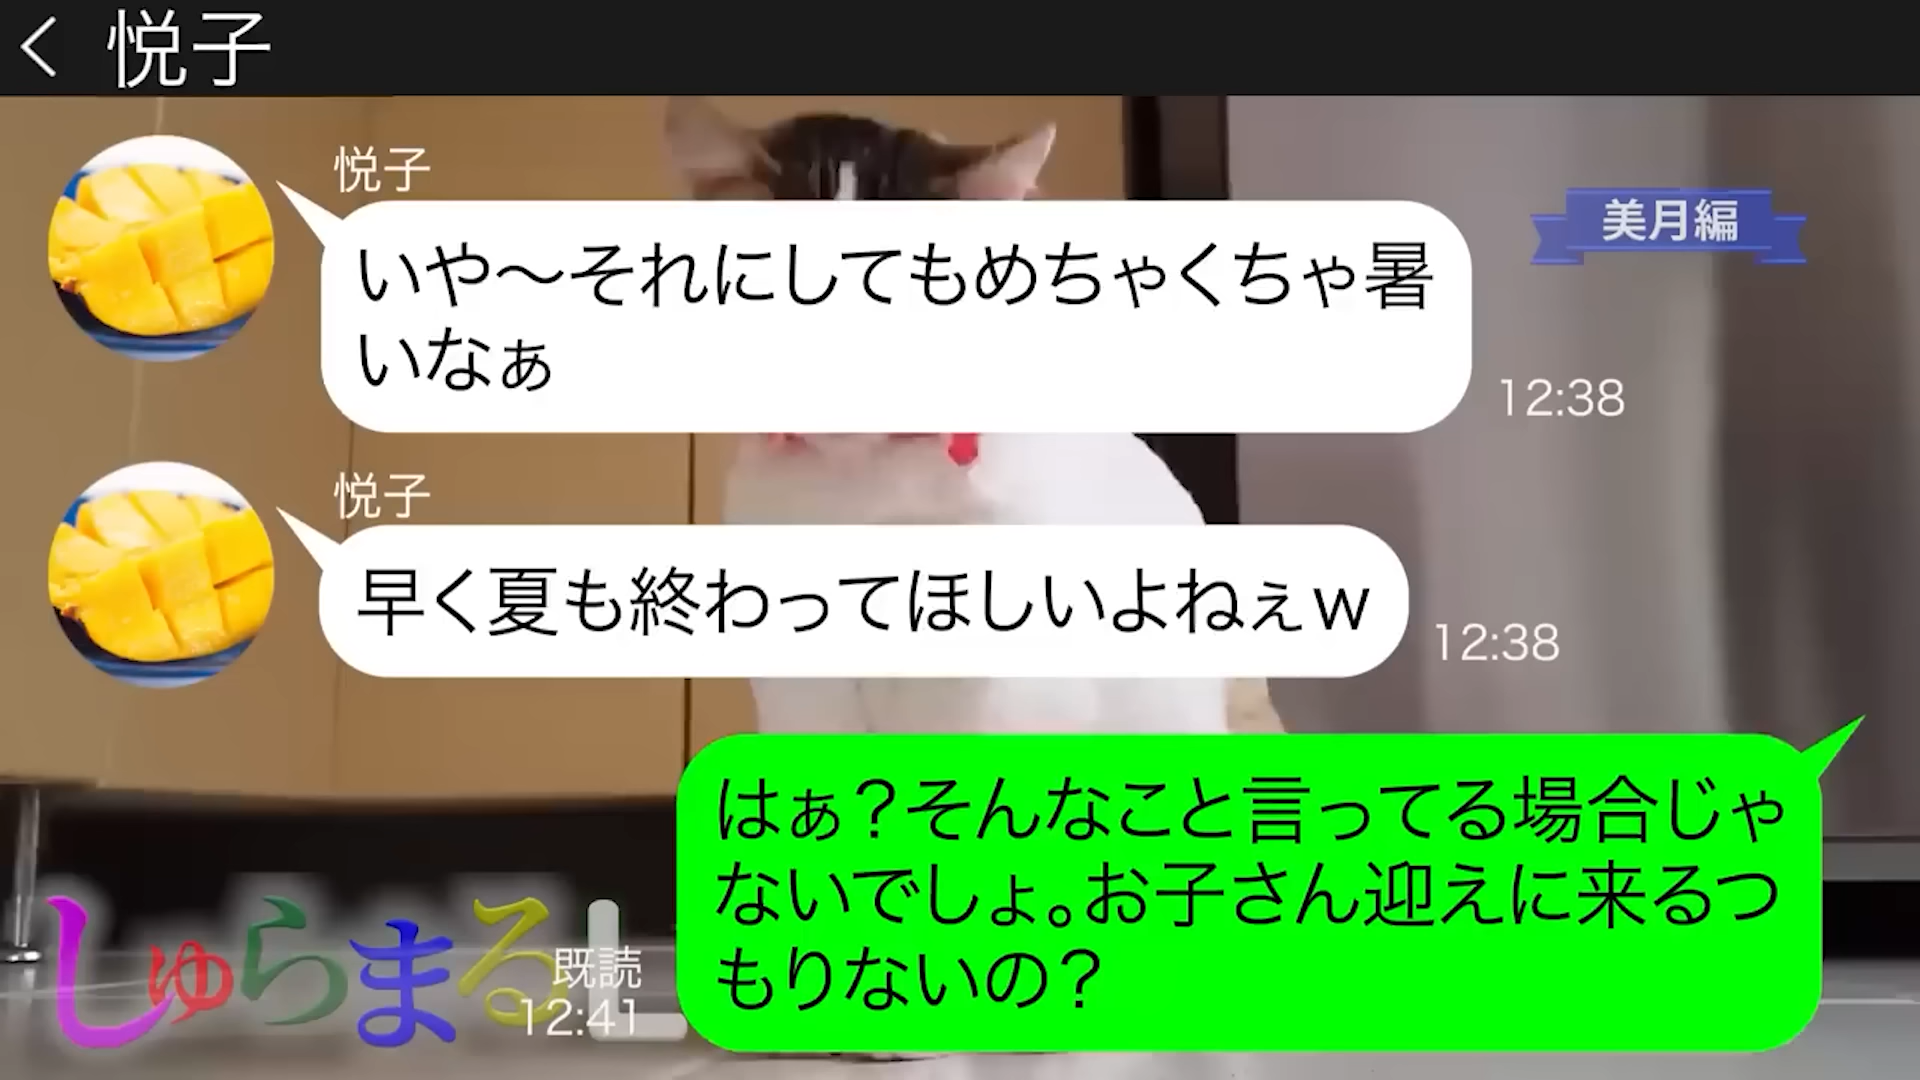 悦子
悦子
美月編
いや〜それにしてもめちゃくちゃ暑
いなぁ
12:38
悦子
早く夏も終わってほしいよねぇw
12:38
はぁ？そんなこと言ってる場合じゃ
ないでしょ。お子さん迎えに来るつ
もりないの？
既読
12:41
しゅらまる